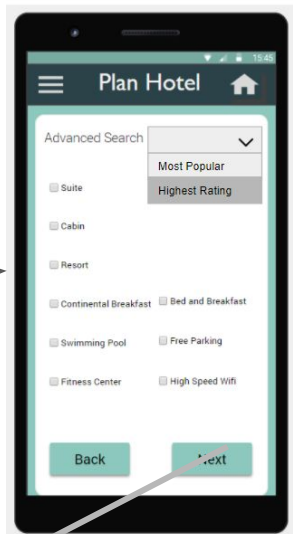 15:45
Plan Hotel
Advanced Search
Most Popular
Highest Rating
Suite
Cabin
Resort
Continental Breakfast
Bed and Breakfast
Swimming Pool
Free Parking
Fitness Center
High Speed Wifi
Back
Next